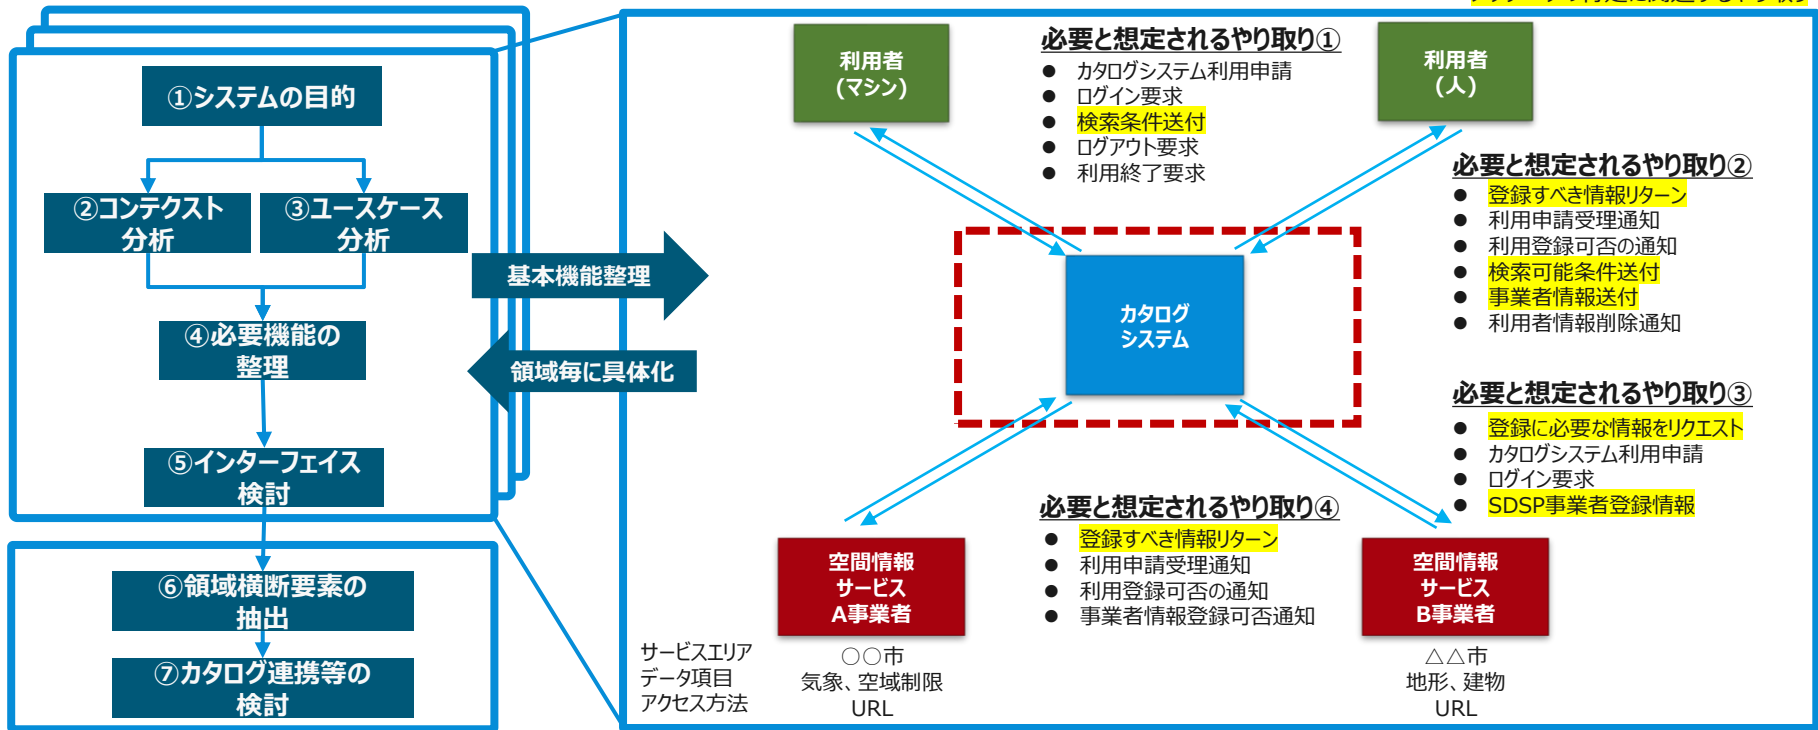 ①システムの目的
②コンテクスト
分析
③ユースケース
分析
④必要機能の
整理
⑤インターフェイス
検討
⑥領域横断要素の
抽出
⑦カタログ連携等の
検討
基本機能整理
領域毎に具体化
利用者
(マシン)
必要と想定されるやり取り①
● カタログシステム利用申請
● ログイン要求
● 検索条件送付
● ログアウト要求
● 利用終了要求
利用者
(人)
必要と想定されるやり取り②
● 登録すべき情報リターン
● 利用申請受理通知
● 利用登録可否の通知
● 検索可能条件送付
● 事業者情報送付
● 利用者情報削除通知
カタログ
システム
必要と想定されるやり取り③
● 登録に必要な情報をリクエスト
● カタログシステム利用申請
● ログイン要求
● SDSP事業者登録情報
必要と想定されるやり取り④
● 登録すべき情報リターン
● 利用申請受理通知
● 利用登録可否の通知
● 事業者情報登録可否通知
空間情報
サービス
A事業者
空間情報
サービス
B事業者
サービスエリア
データ項目
アクセス方法
○○市
気象、空域制限
URL
△△市
地形、建物
URL